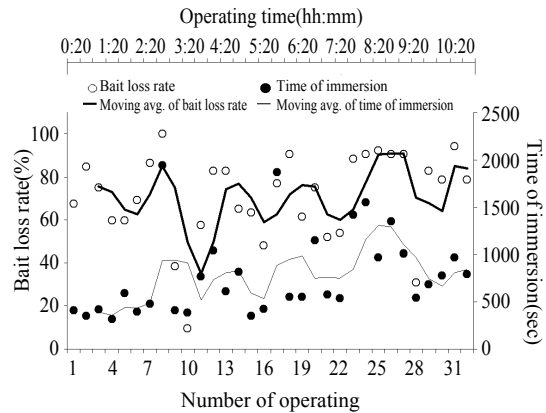 Operating time(hh:mm)
0:20 1:20 2:20 3:20 4:20 5:20 6:20 7:20 8:20 9:20 10:20
Bait loss rate Time of immersion
Moving avg. of bait loss rate Moving avg. of time of immersion
Bait loss rate(%)
100
80
60
40
20
0
Time of immersion(sec)
2500
2000
1500
1000
500
0
1 4 7 10 13 16 19 22 25 28 31
Number of operating